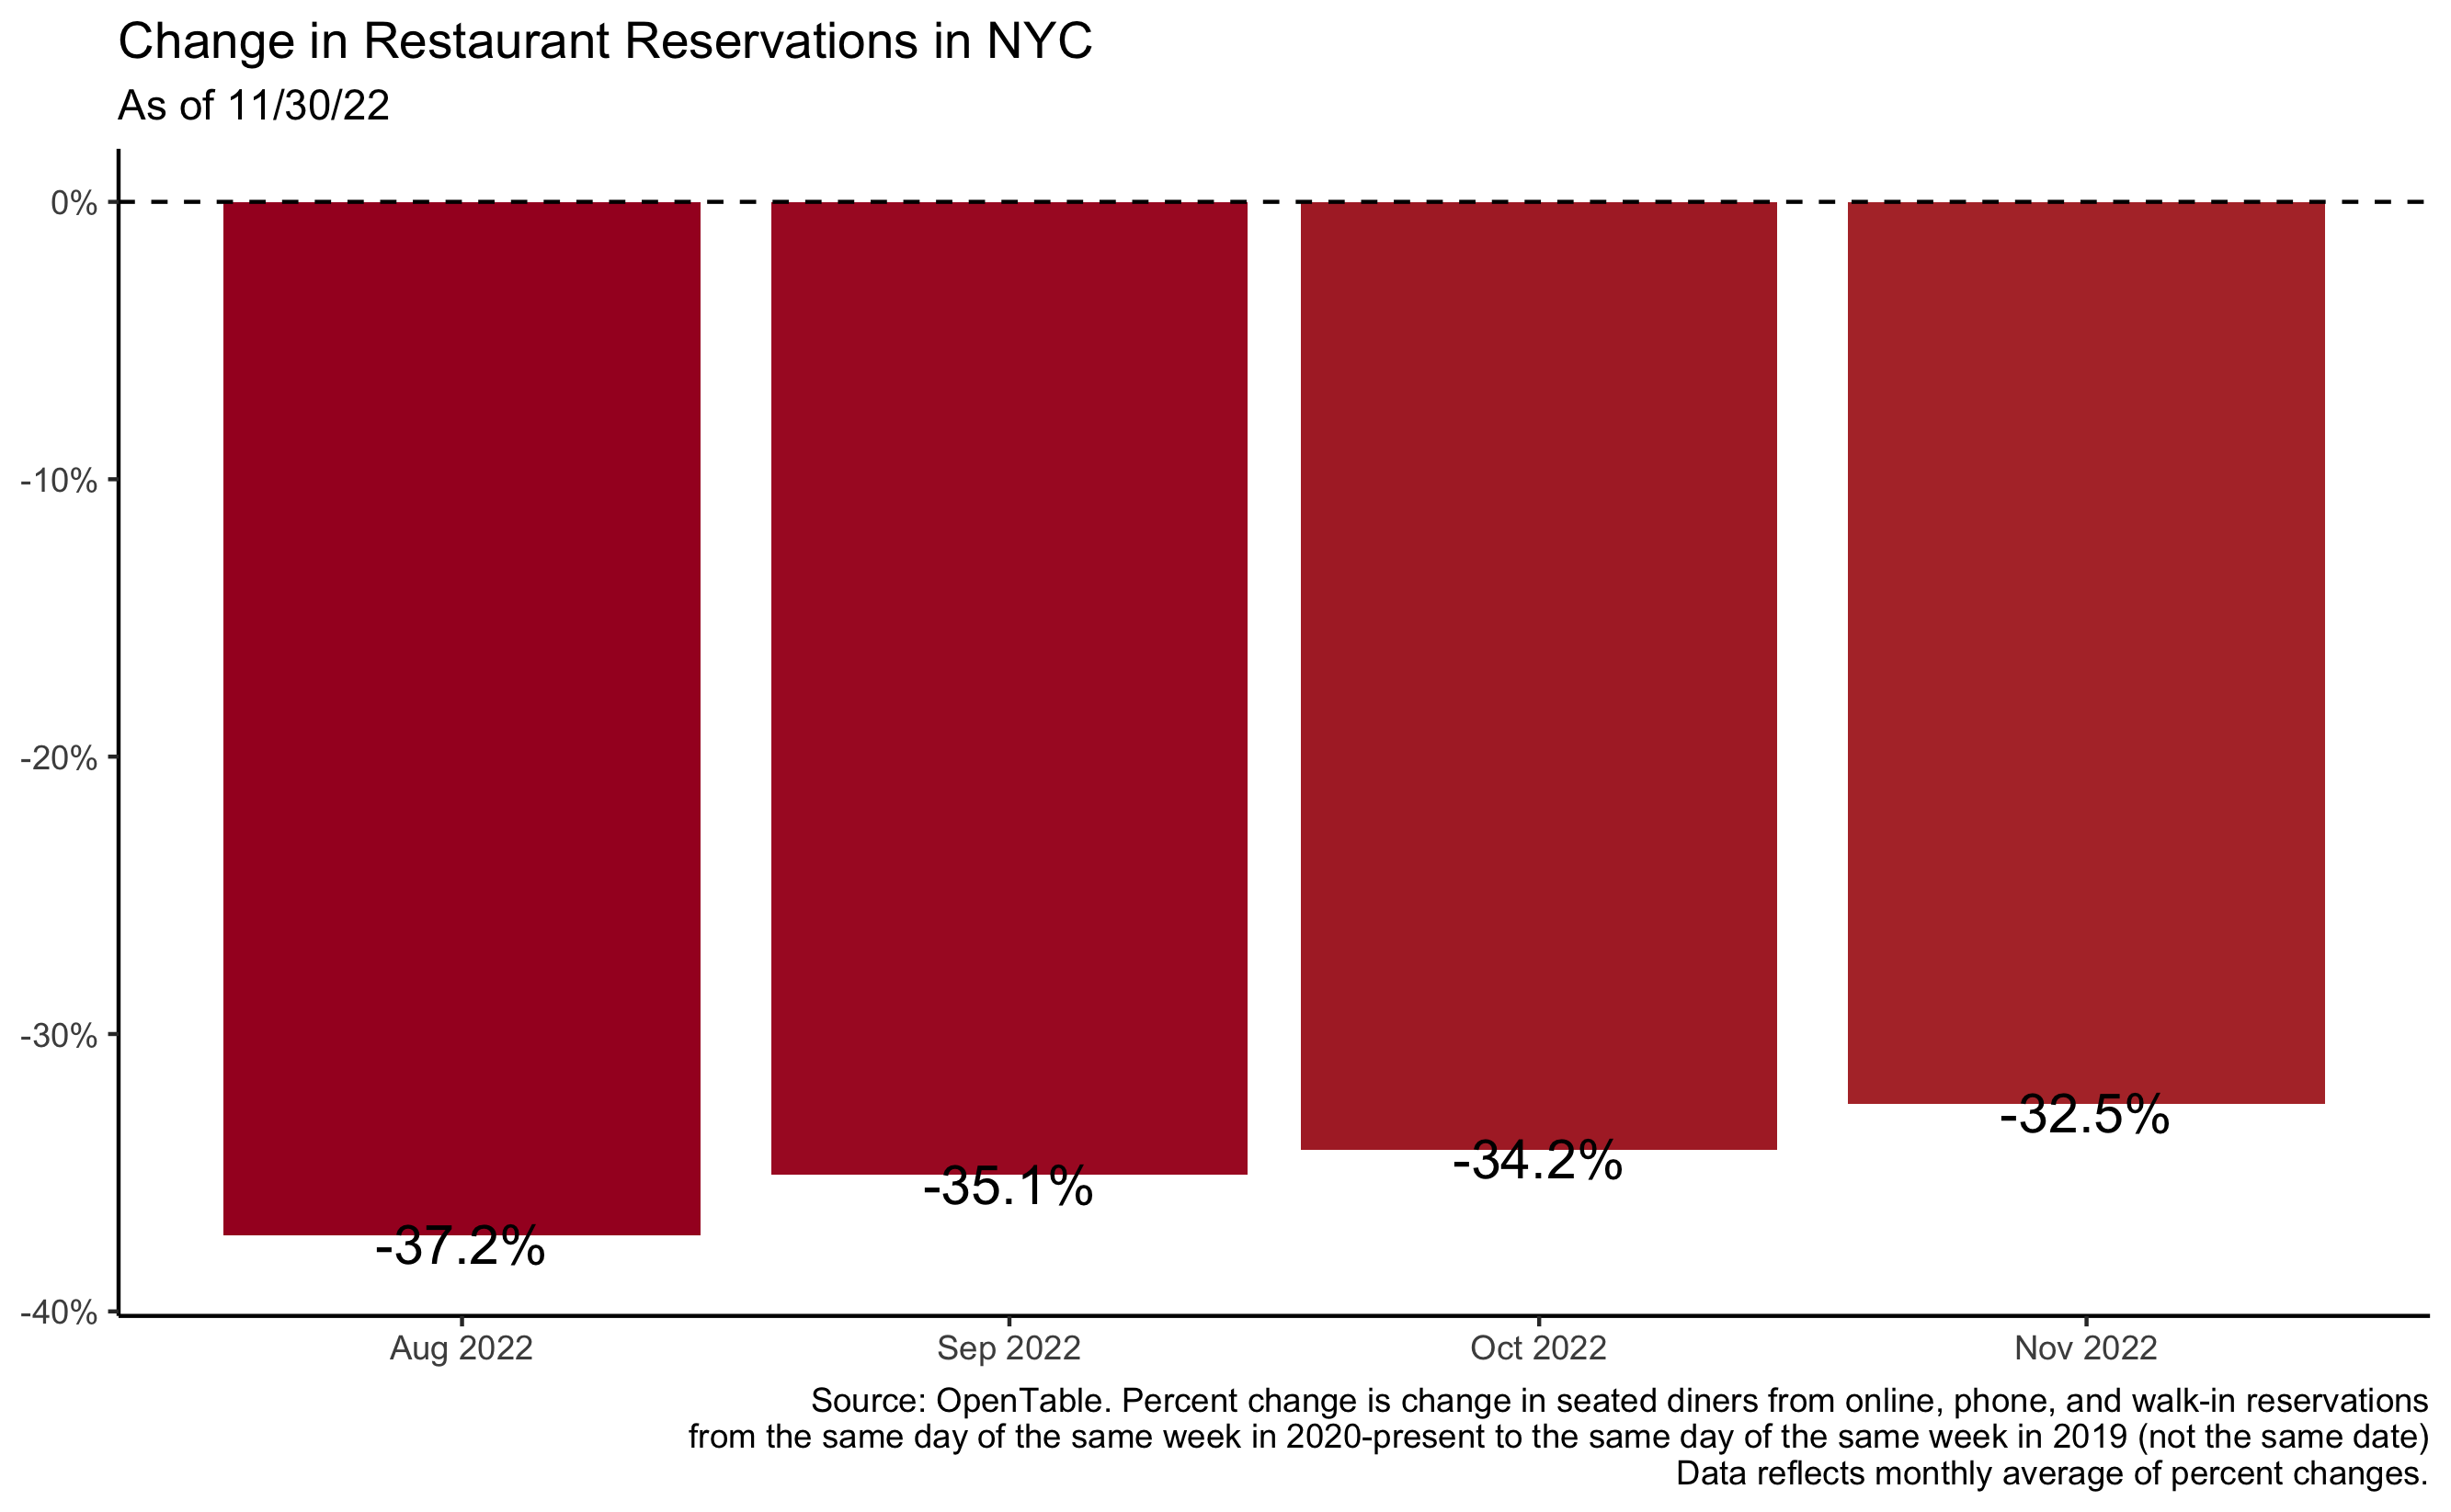 Change in Restaurant Reservations in NYC
As of 11/30/22
0%
-10%
-20%
-30%
-40%
-37.2%
-35.1%
-34.2%
-32.5%
Aug 2022
Sep 2022
Oct 2022
Nov 2022
Source: OpenTable. Percent change is change in seated diners from online, phone, and walk-in reservations
from the same day of the same week in 2020-present to the same day of the same week in 2019 (not the same date)
Data reflects monthly average of percent changes.